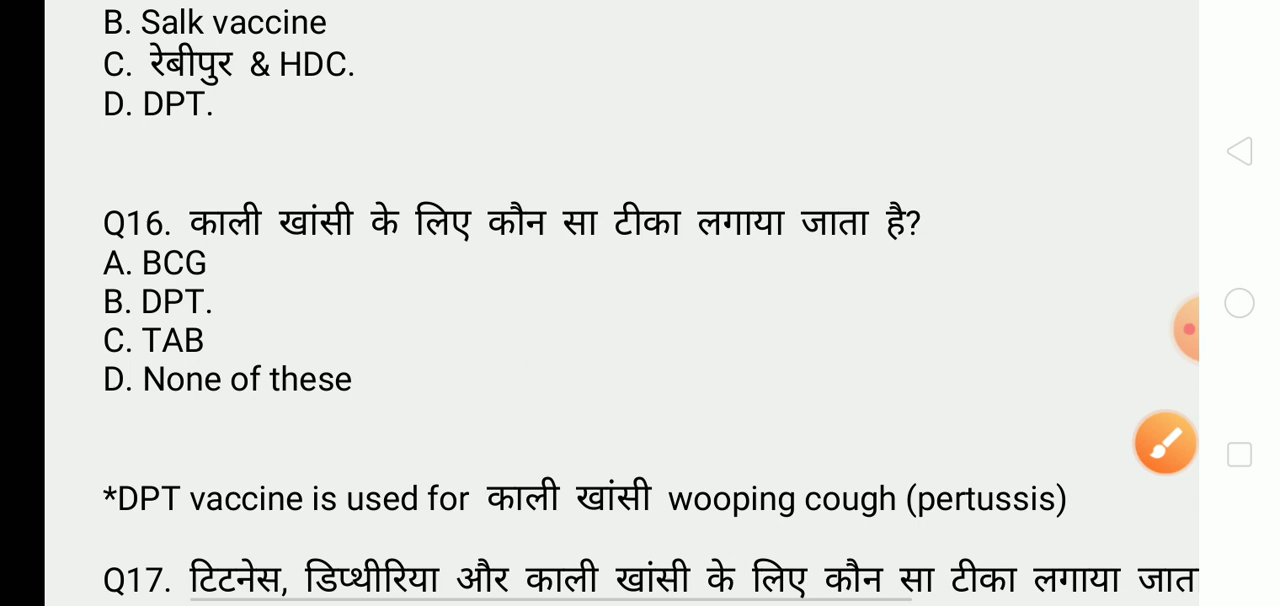 B. Salk vaccine
C. रेबीपुर & HDC.
D. DPT.
Q16. काली खांसी के लिए कौन सा टीका लगाया जाता है?
A. BCG
B. DPT.
C. TAB
D. None of these
*DPT vaccine is used for काली खांसी wooping cough (pertussis)
Q17. टिटनेस, डिप्थीरिया और काली खांसी के लिए कौन सा टीका लगाया जात